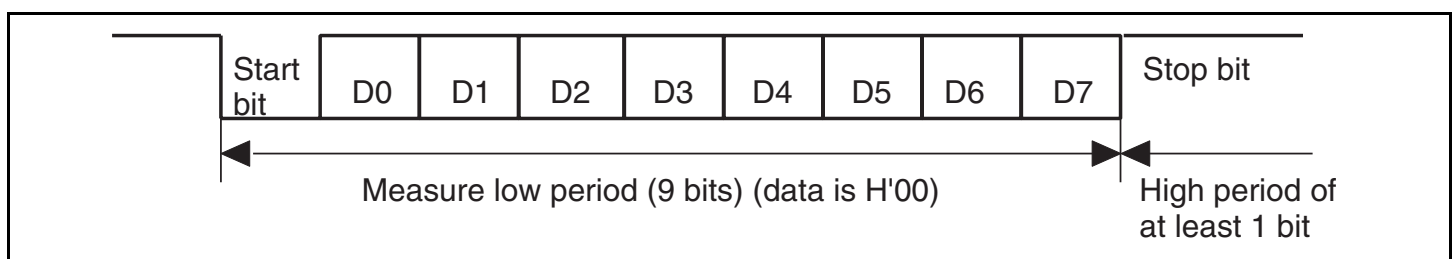 Start
bit
D0 D1 D2 D3 D4 D5 D6 D7
Stop bit
Measure low period (9 bits) (data is H'00)
High period of
at least 1 bit